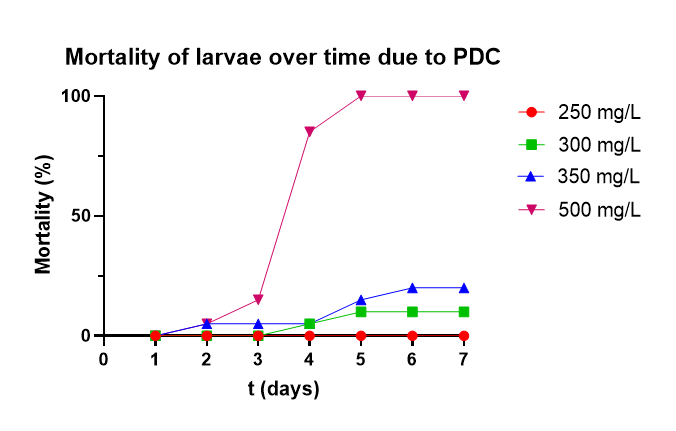 Mortality of larvae over time due to PDC
100
50
0
Mortality (%)
0 1 2 3 4 5 6 7
t (days)
250 mg/L
300 mg/L
350 mg/L
500 mg/L